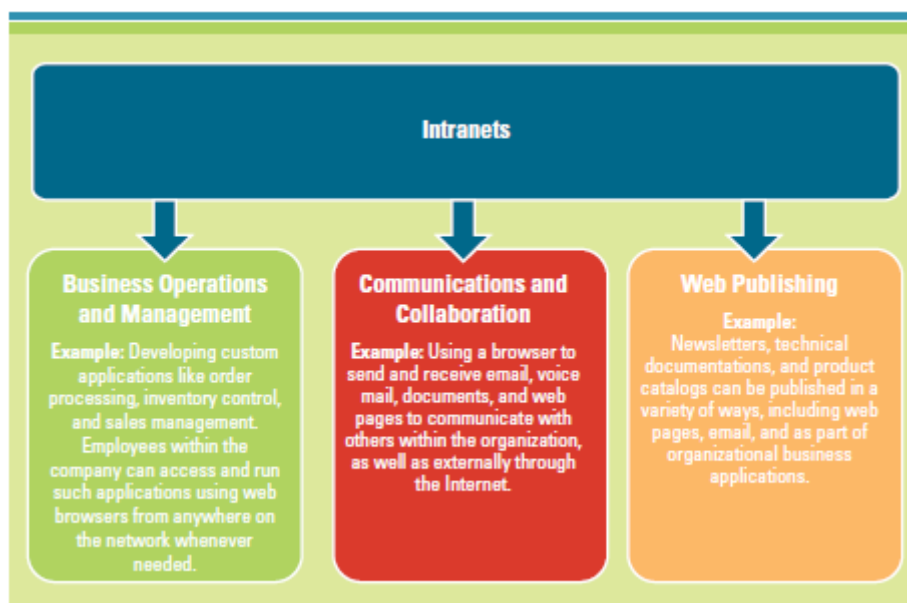 Intranets
Business Operations
and Management
Example: Developing custom
applications like order
processing, inventory control,
and sales management.
Employees within the
company can access and run
such applications using web
browsers from anywhere on
the network whenever
needed.
Communications and
Collaboration
Example: Using a browser to
send and receive email, voice
mail, documents, and web
pages to communicate with
others within the organization,
as well as externally through
the Internet.
Web Publishing
Example:
Newsletters, technical
documentations, and product
catalogs can be published in a
variety of ways, including web
pages, email, and as part of
organizational business
applications.